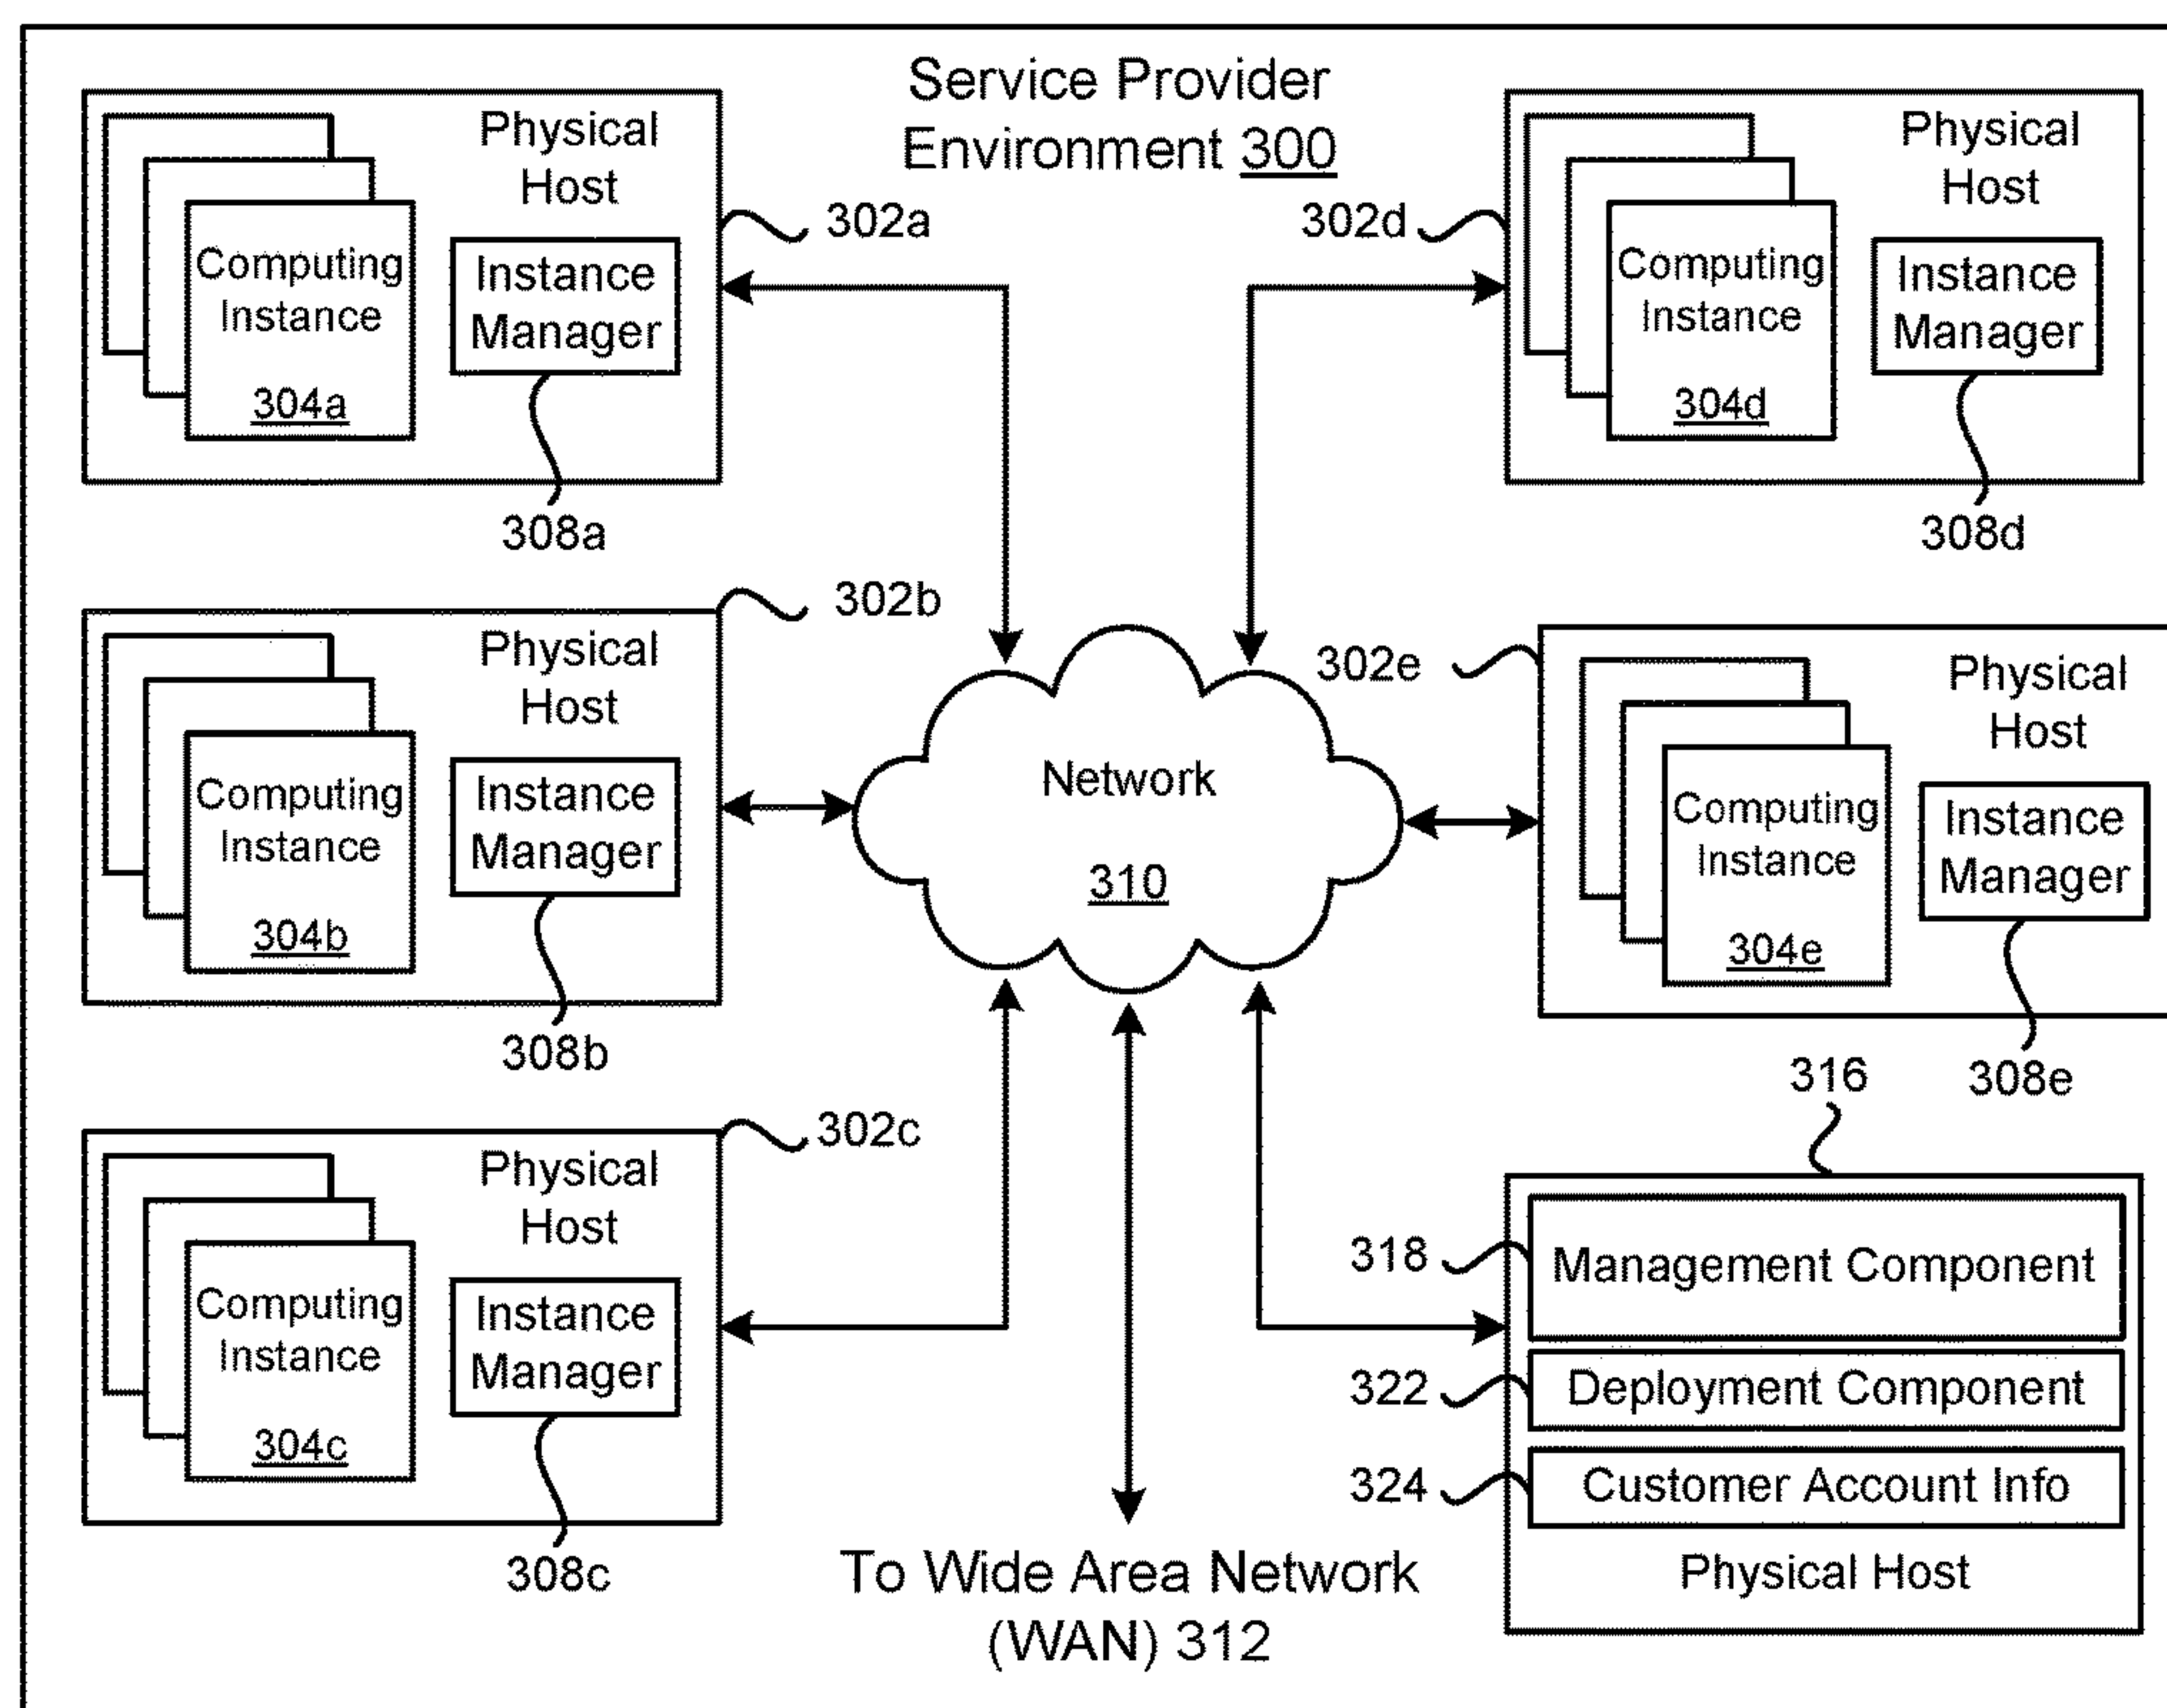 Service Provider
Environment 300
Physical
Host
Computing
Instance
304a
Instance
Manager
302a
308a
302d
Physical
Host
Computing
Instance
304d
Instance
Manager
308d
302b
Physical
Host
Computing
Instance
304b
Instance
Manager
308b
Network
310
302e
Physical
Host
Computing
Instance
304e
Instance
Manager
308e
302c
Physical
Host
Computing
Instance
304c
Instance
Manager
308c
To Wide Area Network
(WAN) 312
316
318
Management Component
322
Deployment Component
324
Customer Account Info
Physical Host